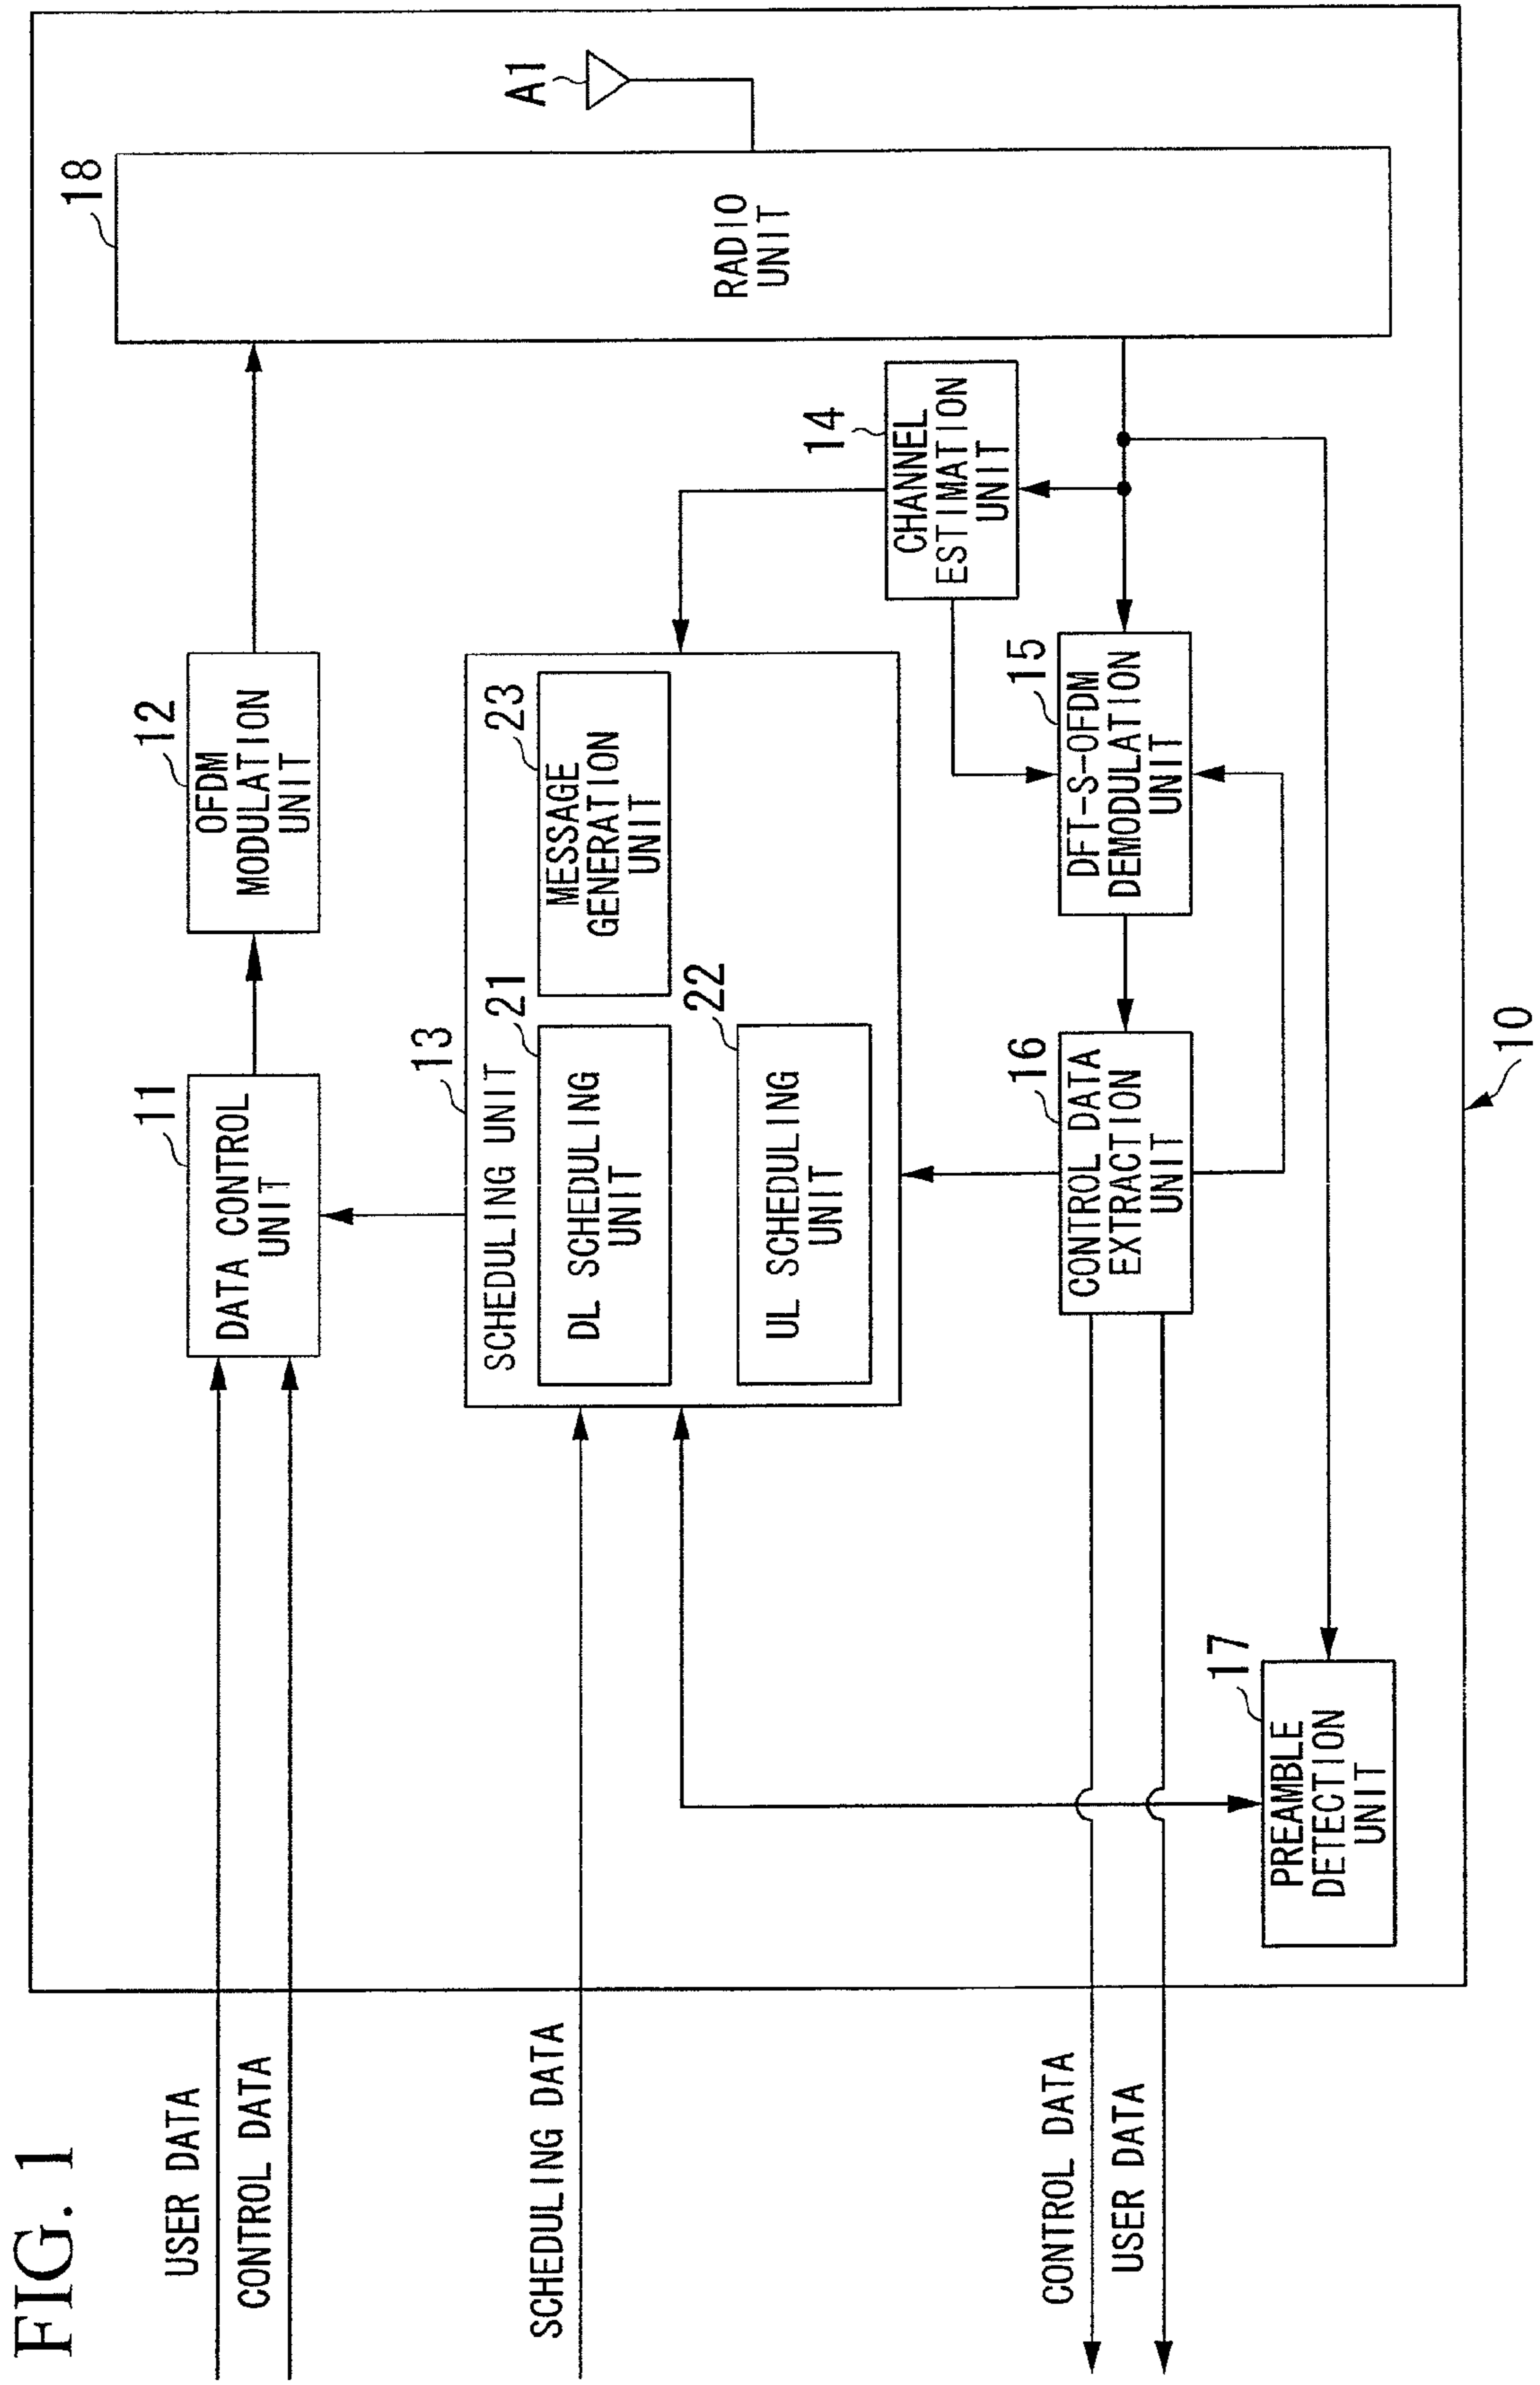 FIG. 1
USER DATA
CONTROL DATA
11
DATA CONTROL
UNIT
12
OFDM
MODULATION
UNIT
18
RADIO
UNIT
A1
SCHEDULING DATA
13
SCHEDULING UNIT
21
DL SCHEDULING
UNIT
23
MESSAGE
GENERATION
UNIT
22
UL SCHEDULING
UNIT
14
CHANNEL
ESTIMATION
UNIT
CONTROL DATA
USER DATA
16
CONTROL DATA
EXTRACTION
UNIT
15
DFT-S-OFDM
DEMODULATION
UNIT
17
PREAMBLE
DETECTION
UNIT
10